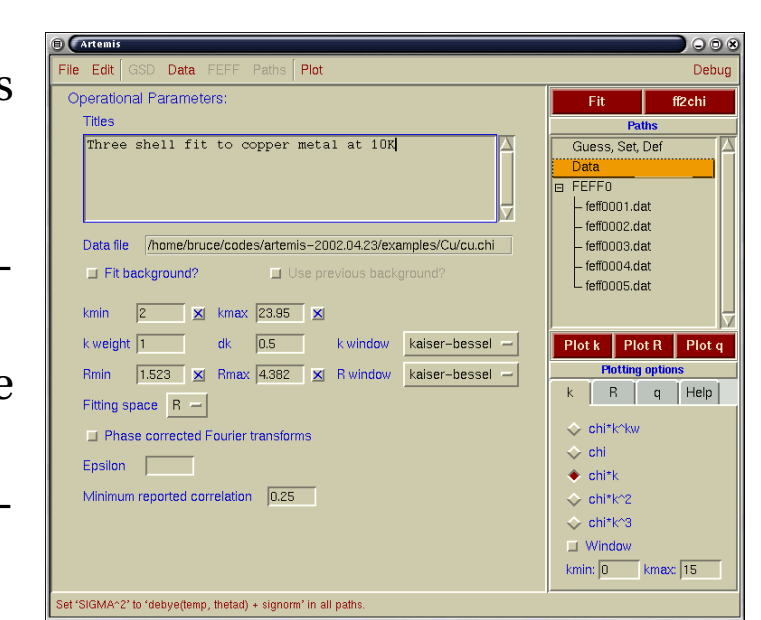 Artemis
File Edit GSD Data FEFF Paths Plot Debug
Operational Parameters:
Titles
Three shell fit to copper metal at 10K
Data file /home/bruce/codes/artemis-2002.04.23/examples/Cu/cu.chi
Fit background? Use previous background?
kmin 2 kmax 23.95
k weight 1 dk 0.5 k window kaiser-bessel
Rmin 1.523 Rmax 4.382 R window kaiser-bessel
Fitting space R
Phase corrected Fourier transforms
Epsilon
Minimum reported correlation 0.25
Fit ff2chi
Paths
Guess, Set, Def
Data
FEFF0
feff0001.dat
feff0002.dat
feff0003.dat
feff0004.dat
feff0005.dat
Plot k Plot R Plot q
Plotting options
k R q Help
chi*k^kw
chi
chi*k
chi*k^2
chi*k^3
Window
kmin: 0 kmax: 15
Set 'SIGMA^2' to 'debye(temp, thetad) + signorm' in all paths.
s
-
e
-